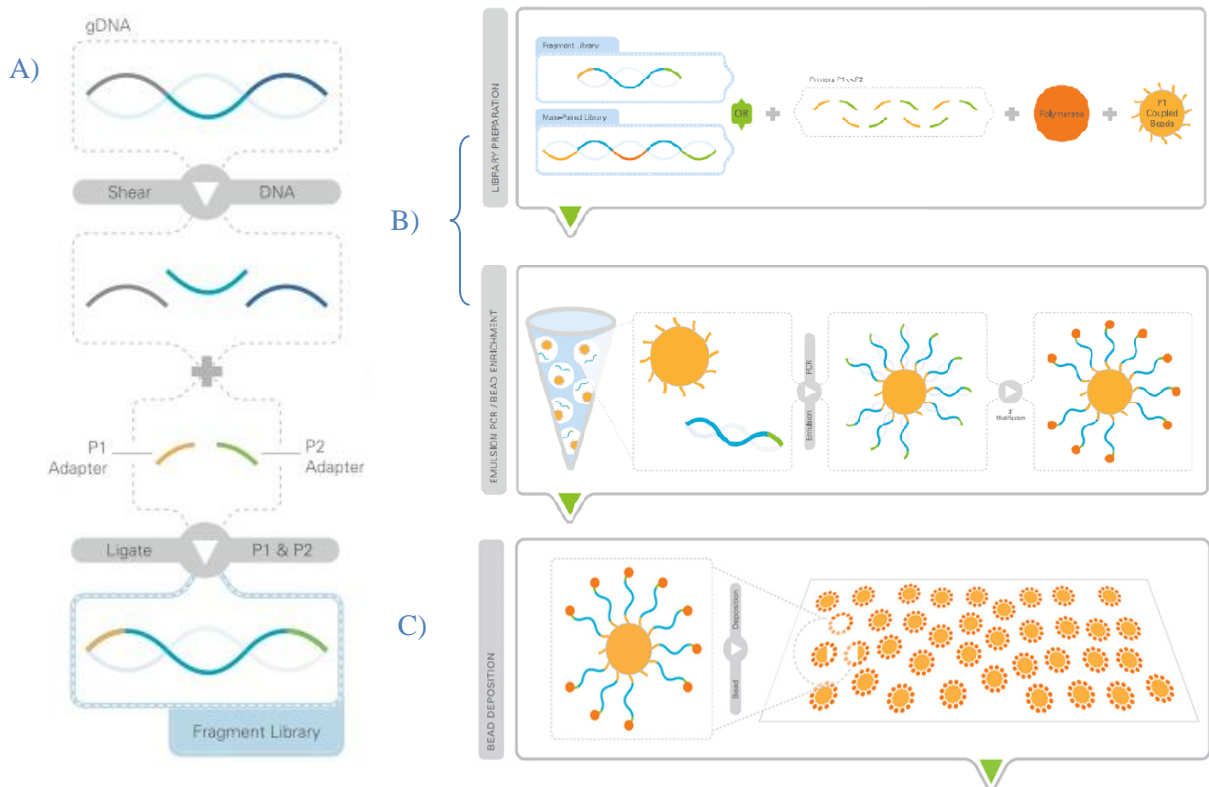 A)
gDNA
Shear DNA
P1
Adapter
P2
Adapter
Ligate P1 & P2
Fragment Library
B)
LIBRARY PREPARATION
Fragment Library
Mate-Paired Library
OR
Polymerase
P1
Coupled
Beads
EMULSION PCR / BEAD ENRICHMENT
Emulsion PCR
3'
Modification
C)
BEAD DEPOSITION
Bead Deposition